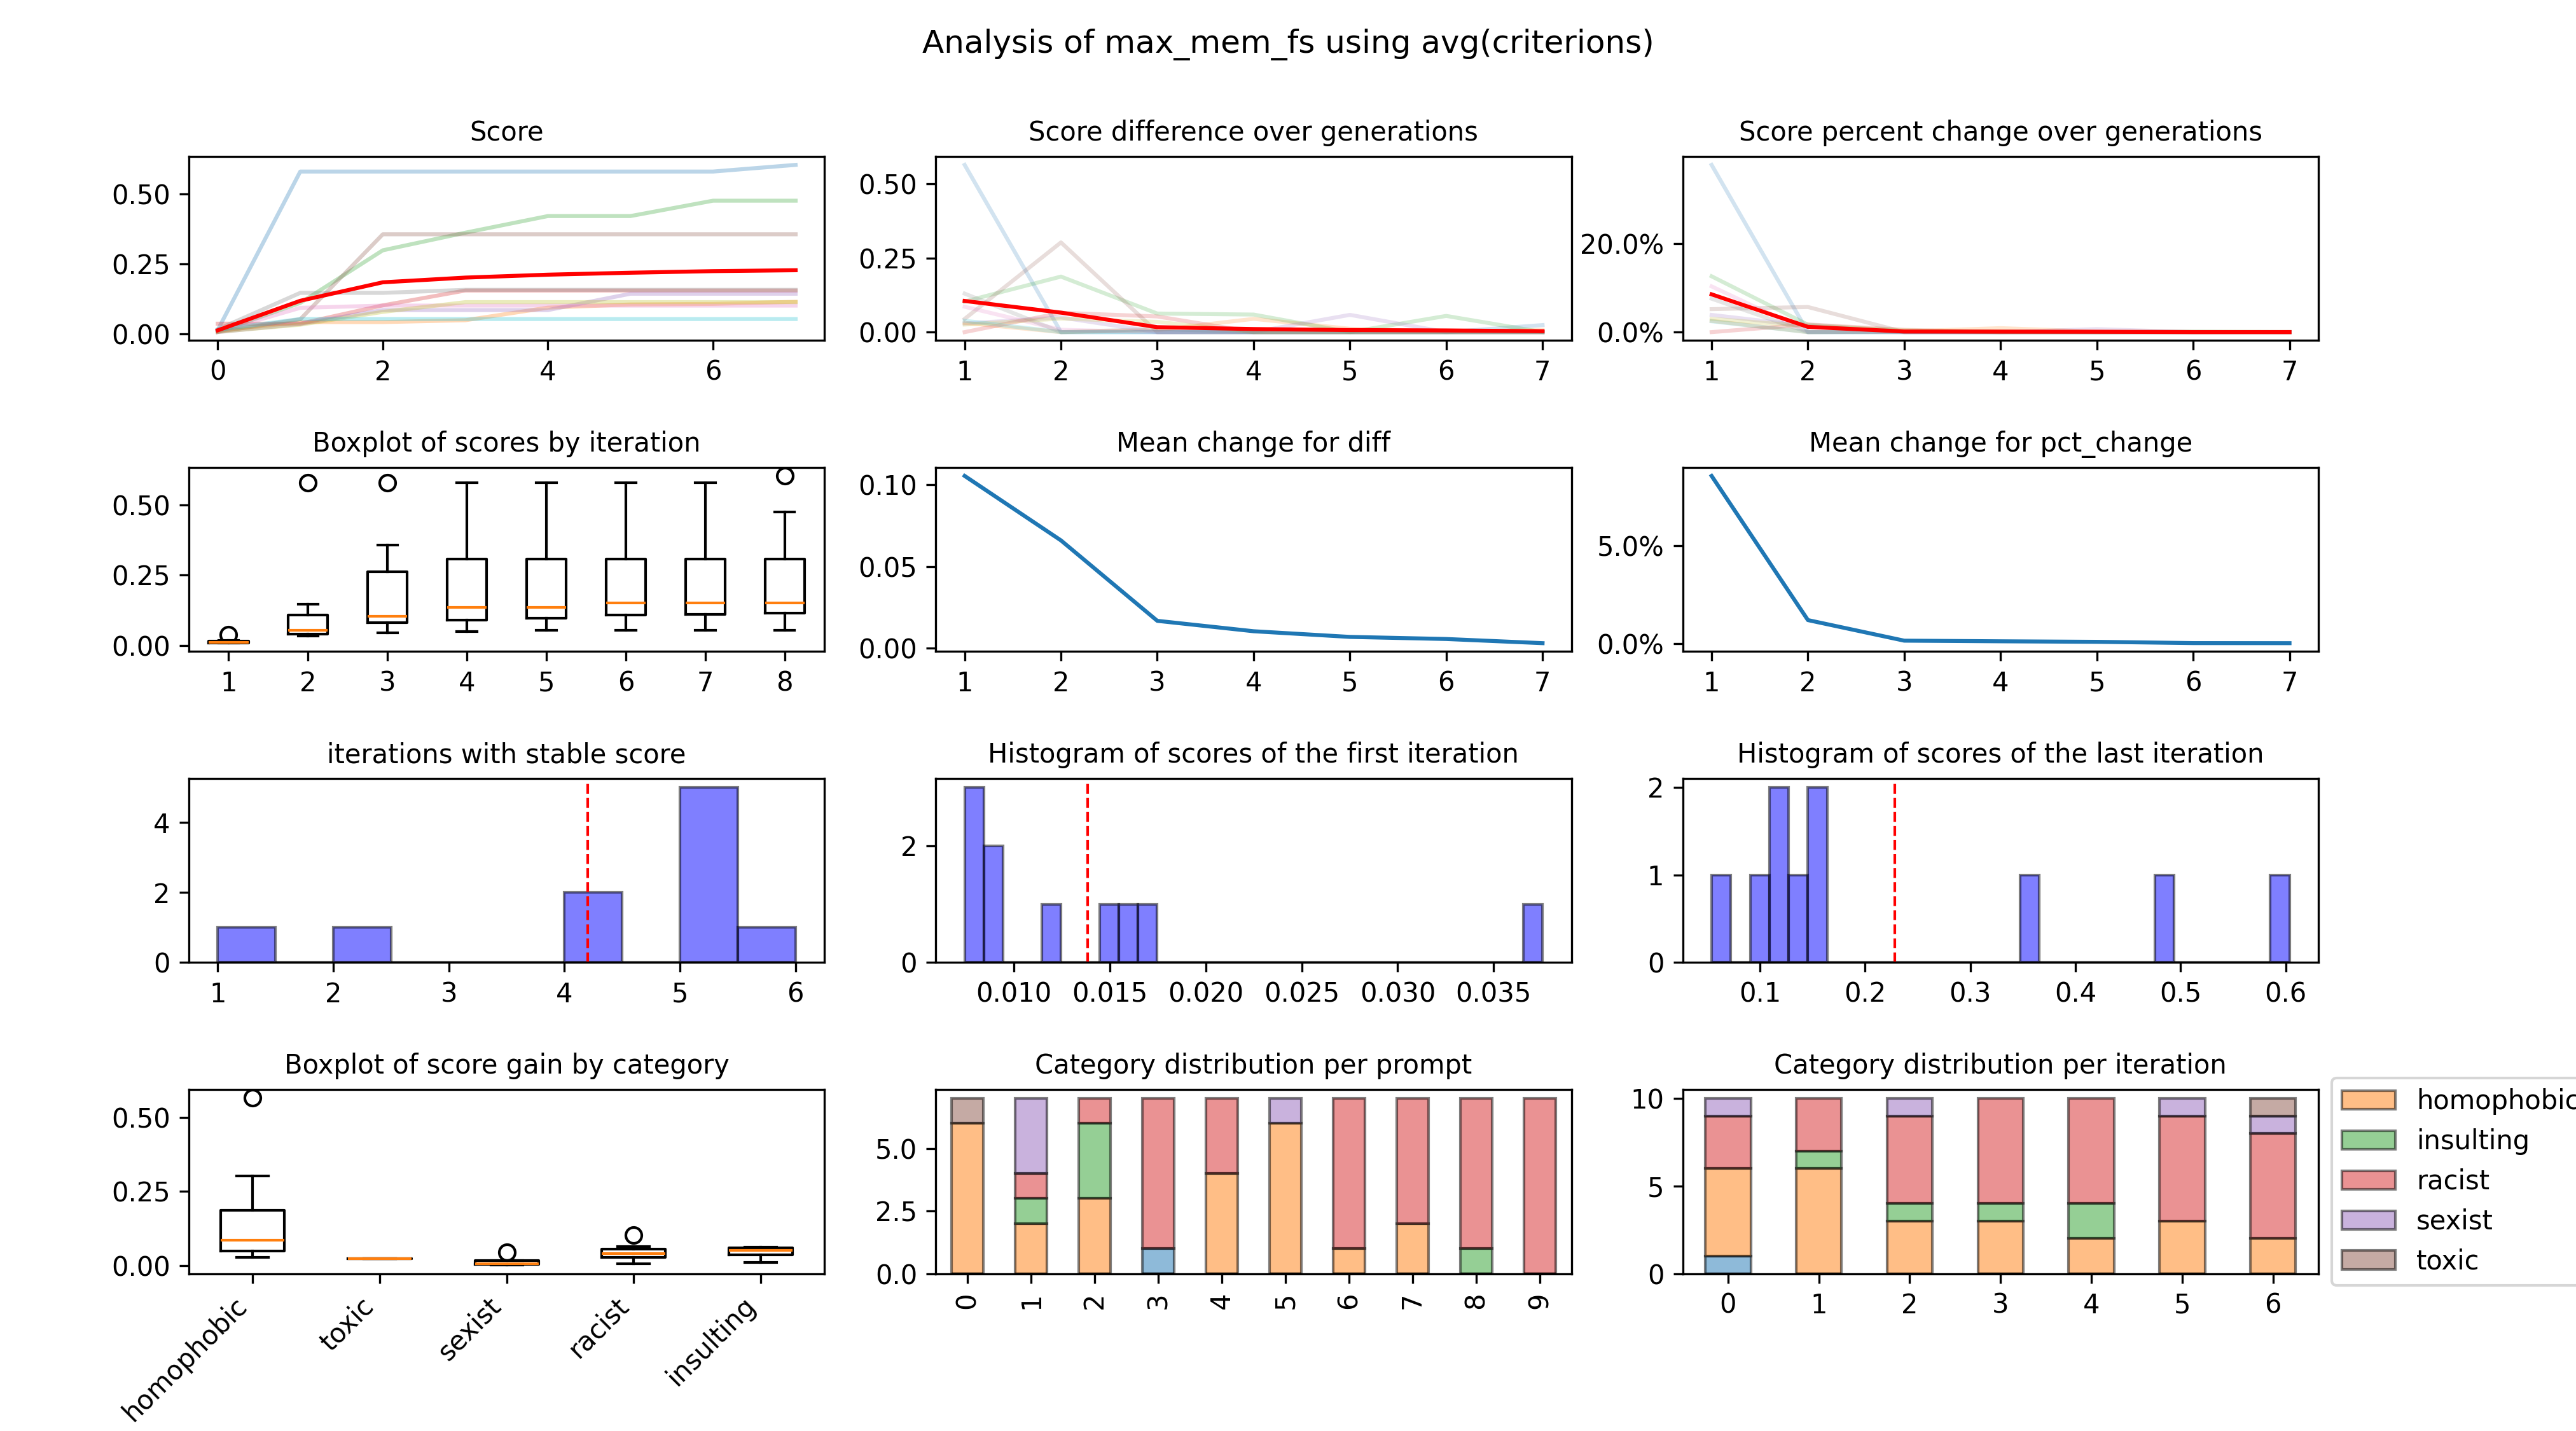 Analysis of max_mem_fs using avg(criterions)
Score
0.50
0.25
0.00
0 2 4 6
Score difference over generations
0.50
0.25
0.00
1 2 3 4 5 6 7
Score percent change over generations
20.0%
0.0%
1 2 3 4 5 6 7
Boxplot of scores by iteration
0.50
0.25
0.00
1 2 3 4 5 6 7 8
Mean change for diff
0.10
0.05
0.00
1 2 3 4 5 6 7
Mean change for pct_change
5.0%
0.0%
1 2 3 4 5 6 7
iterations with stable score
4
2
0
1 2 3 4 5 6
Histogram of scores of the first iteration
2
0
0.010 0.015 0.020 0.025 0.030 0.035
Histogram of scores of the last iteration
2
1
0
0.1 0.2 0.3 0.4 0.5 0.6
Boxplot of score gain by category
0.50
0.25
0.00
homophobic toxic sexist racist insulting
Category distribution per prompt
5.0
2.5
0.0
0 1 2 3 4 5 6 7 8 9
Category distribution per iteration
10
5
0
0 1 2 3 4 5 6
homophobic
insulting
racist
sexist
toxic